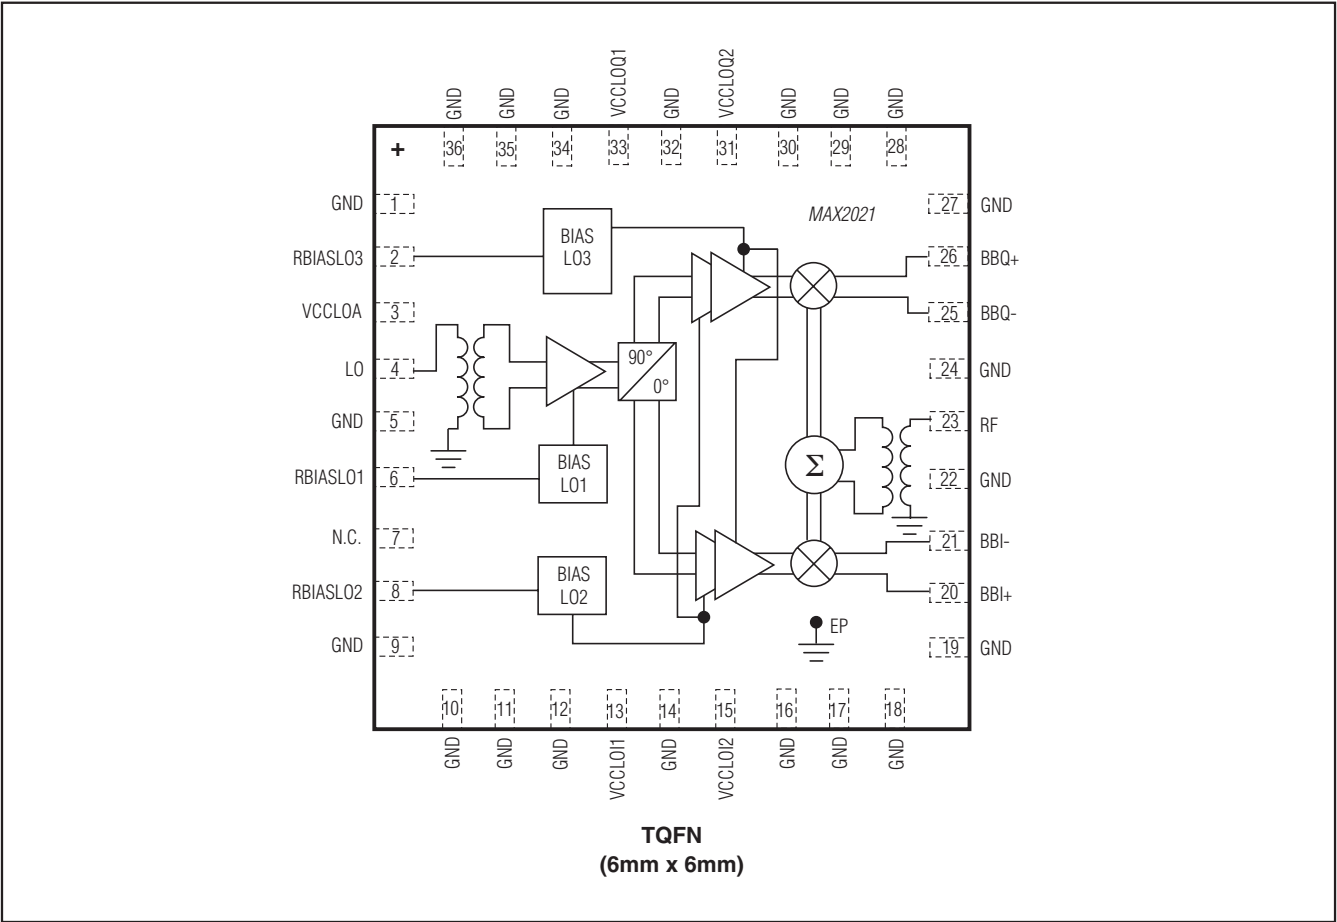 GND
GND
GND
VCCLOQ1
GND
VCCLOQ2
GND
GND
GND
+
36
35
34
33
32
31
30
29
28
GND 1
RBIASLO3 2
VCCLOA 3
LO 4
GND 5
RBIASLO1 6
N.C. 7
RBIASLO2 8
GND 9
BIAS
LO3
MAX2021
90°
0°
BIAS
LO1
Σ
BIAS
LO2
EP
27 GND
26 BBQ+
25 BBQ-
24 GND
23 RF
22 GND
21 BBI-
20 BBI+
19 GND
10
11
12
13
14
15
16
17
18
GND
GND
GND
VCCLOI1
GND
VCCLOI2
GND
GND
GND
TQFN
(6mm x 6mm)